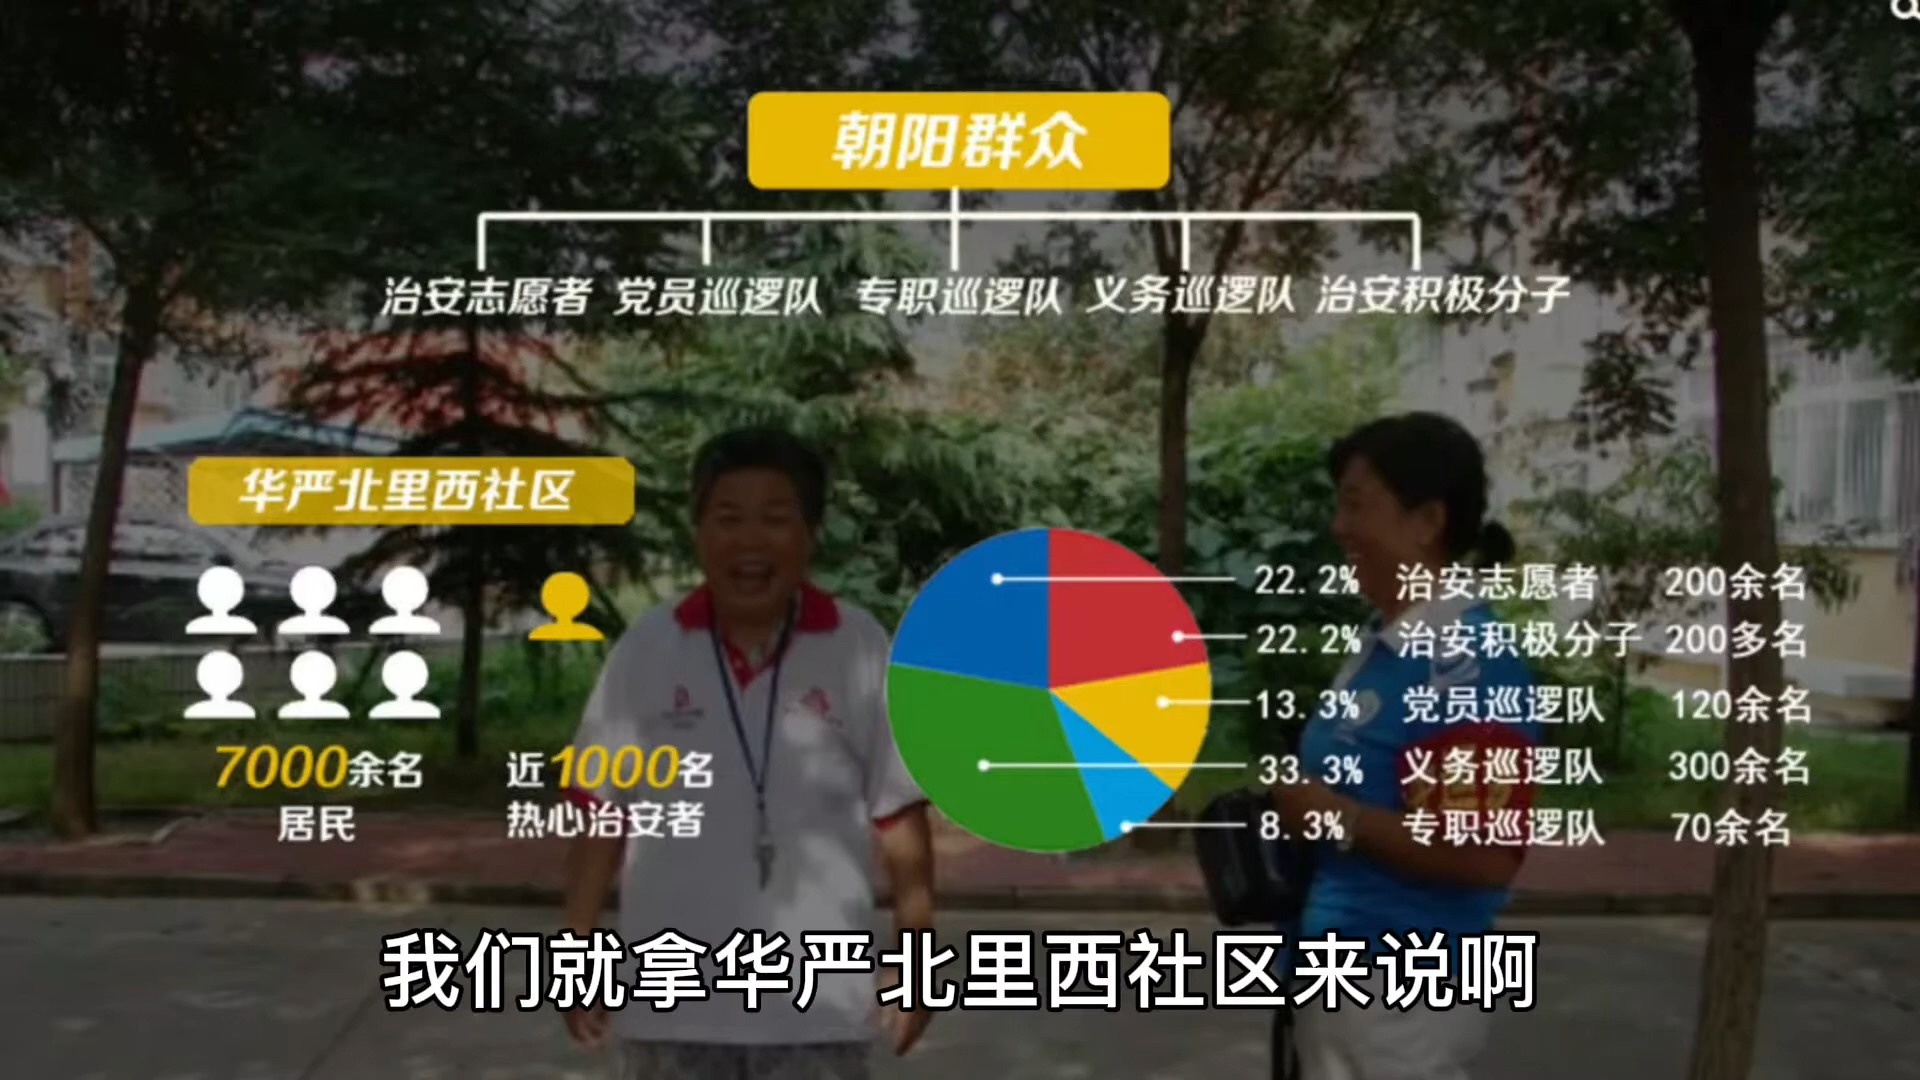 朝阳群众
治安志愿者 党员巡逻队 专职巡逻队 义务巡逻队 治安积极分子
华严北里西社区
7000余名
居民
近1000名
热心治安者
22.2% 治安志愿者 200余名
22.2% 治安积极分子 200多名
13.3% 党员巡逻队 120余名
33.3% 义务巡逻队 300余名
8.3% 专职巡逻队 70余名
我们就拿华严北里西社区来说啊